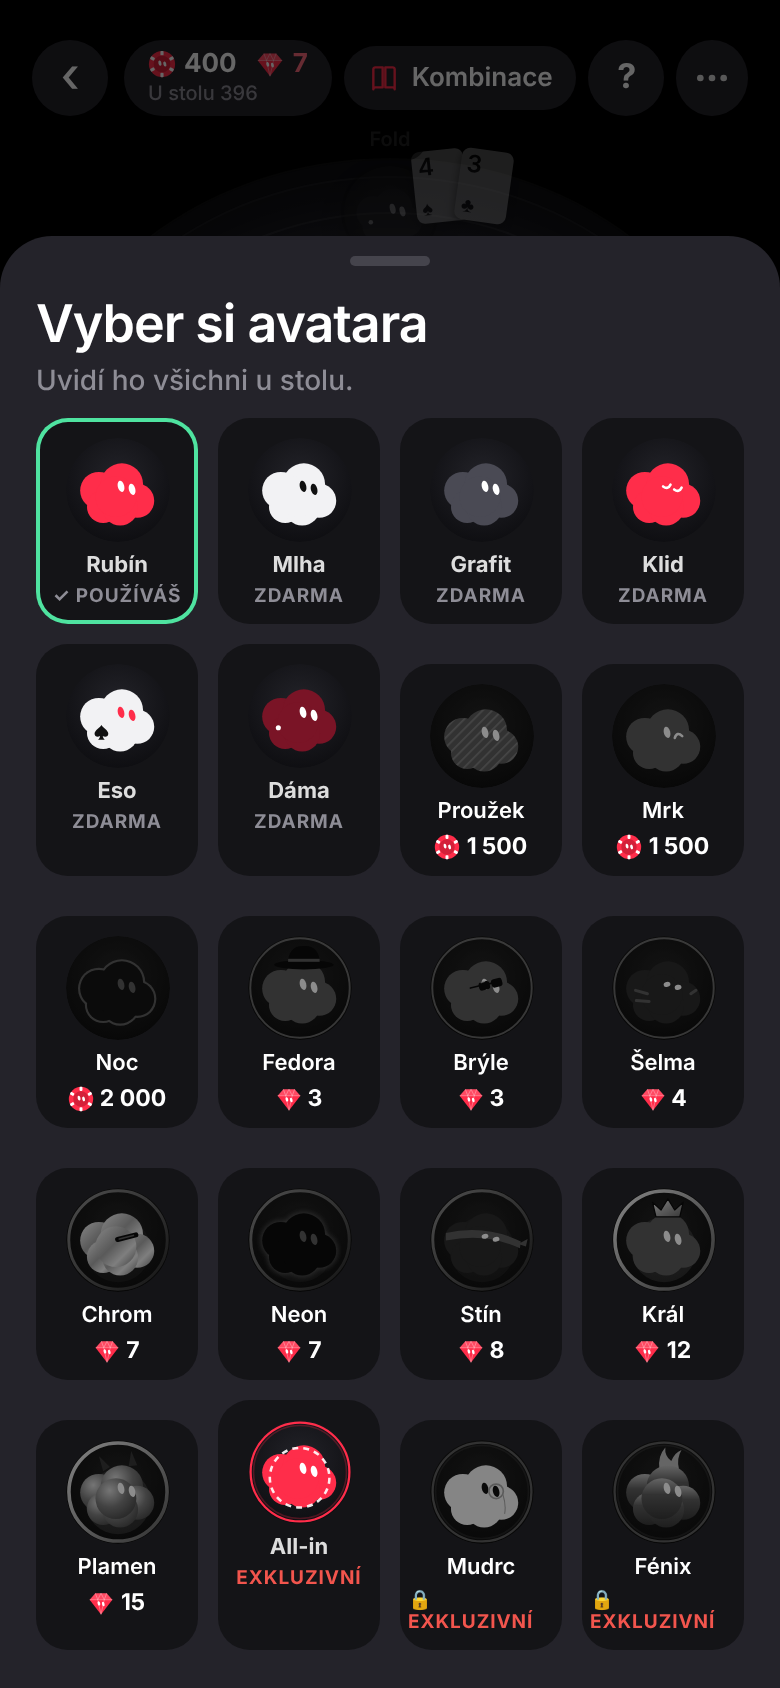 400 7
U stolu 396
Kombinace
?
Fold
4 3
Vyber si avatara
Uvidí ho všichni u stolu.
Rubín Mlha Grafit Klid
✓ POUŽÍVÁŠ ZDARMA ZDARMA ZDARMA
Eso Dáma Proužek Mrk
ZDARMA ZDARMA 1 500 1 500
Noc Fedora Brýle Šelma
2 000 3 3 4
Chrom Neon Stín Král
7 7 8 12
Plamen All-in Mudrc Fénix
15 EXKLUZIVNÍ 🔒 EXKLUZIVNÍ 🔒 EXKLUZIVNÍ